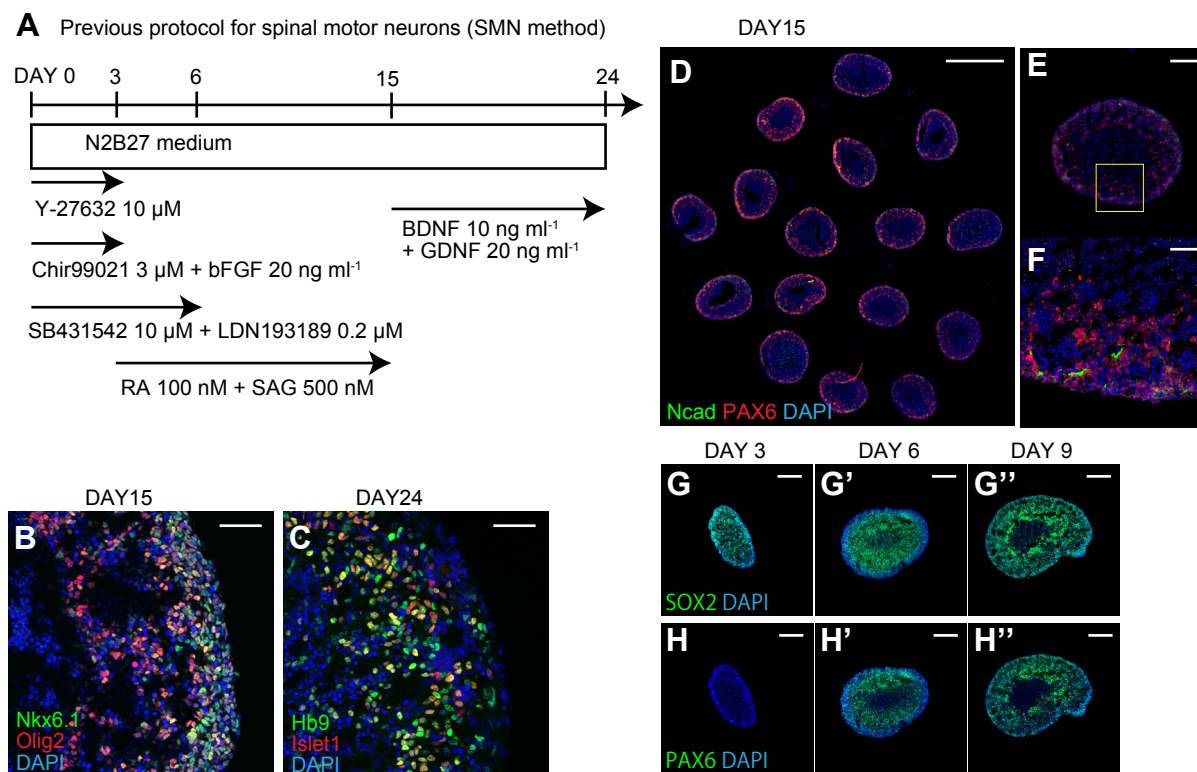 A Previous protocol for spinal motor neurons (SMN method)
DAY 0 3 6 15 24
N2B27 medium
Y-27632 10 µM
Chir99021 3 µM + bFGF 20 ng ml⁻¹
SB431542 10 µM + LDN193189 0.2 µM
RA 100 nM + SAG 500 nM
BDNF 10 ng ml⁻¹
+ GDNF 20 ng ml⁻¹
DAY15
B
Nkx6.1
Olig2
DAPI
DAY24
C
Hb9
Islet1
DAPI
DAY15
D
Ncad PAX6 DAPI
E
F
DAY 3 DAY 6 DAY 9
G G’ G’’
SOX2 DAPI
H H’ H’’
PAX6 DAPI